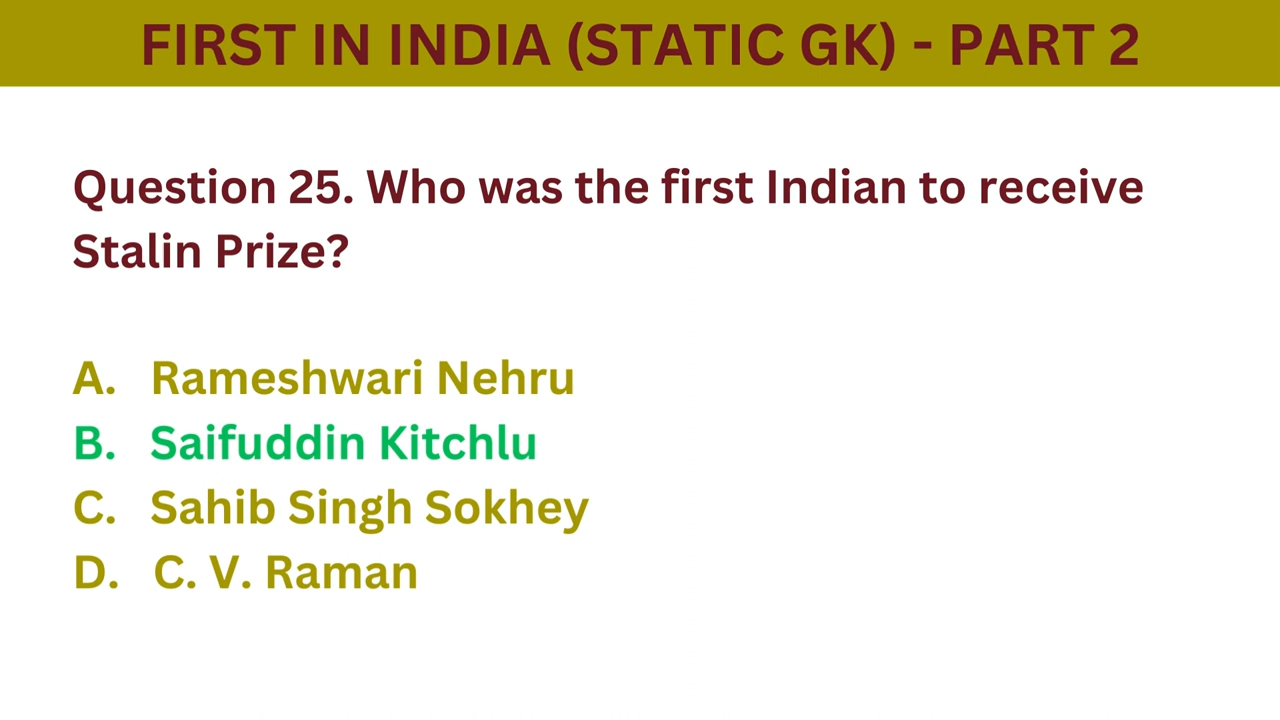 FIRST IN INDIA (STATIC GK) - PART 2
Question 25. Who was the first Indian to receive
Stalin Prize?
A. Rameshwari Nehru
B. Saifuddin Kitchlu
C. Sahib Singh Sokhey
D. C. V. Raman